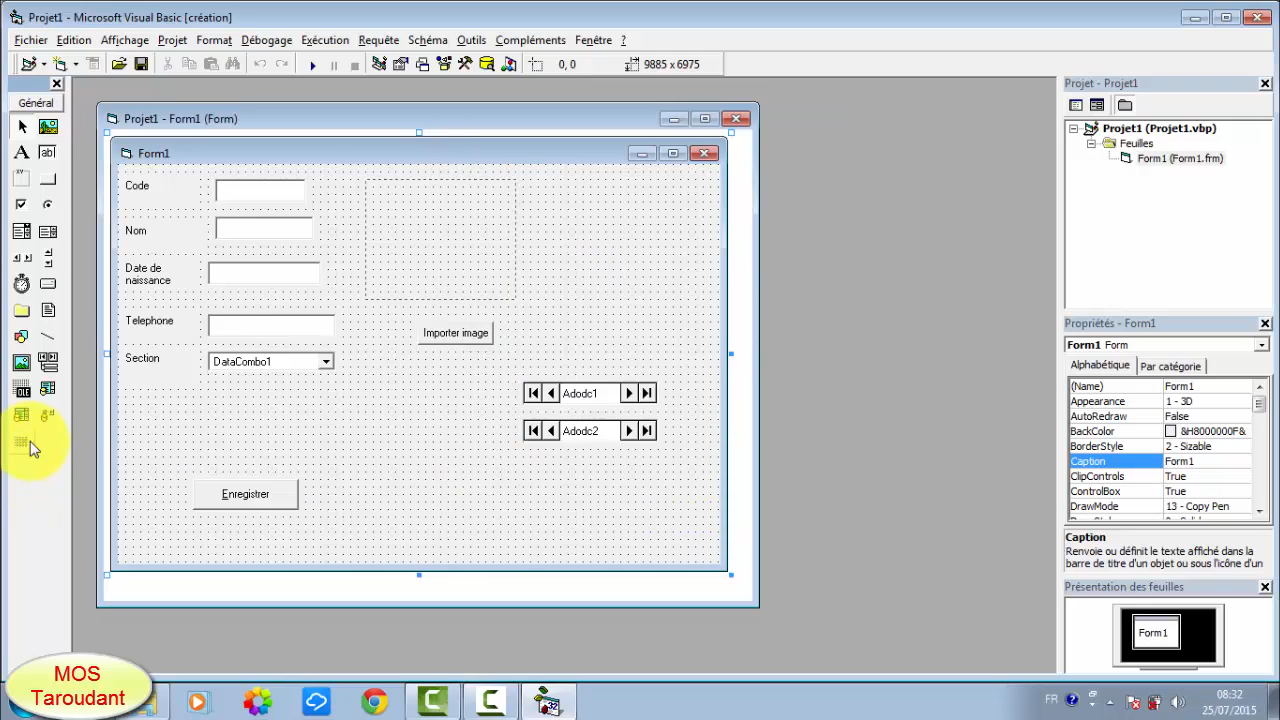 Projet1 - Microsoft Visual Basic [création]
Fichier Edition Affichage Projet Format Débogage Exécution Requête Schéma Outils Compléments Fenêtre ?
0, 0 9885 x 6975
Général
Projet1 - Form1 (Form)
Form1
Code
Nom
Date de
naissance
Telephone
Section
DataCombo1
Importer image
Adodc1
Adodc2
Enregistrer
Projet - Projet1
Projet1 (Projet1.vbp)
Feuilles
Form1 (Form1.frm)
Propriétés - Form1
Form1 Form
Alphabétique Par catégorie
(Name) Form1
Appearance 1 - 3D
AutoRedraw False
BackColor &H8000000F&
BorderStyle 2 - Sizable
Caption Form1
ClipControls True
ControlBox True
DrawMode 13 - Copy Pen
Caption
Renvoie ou définit le texte affiché dans la
barre de titre d'un objet ou sous l'icône d'un
Présentation des feuilles
Form1
MOS
Taroudant
FR
08:32
25/07/2015